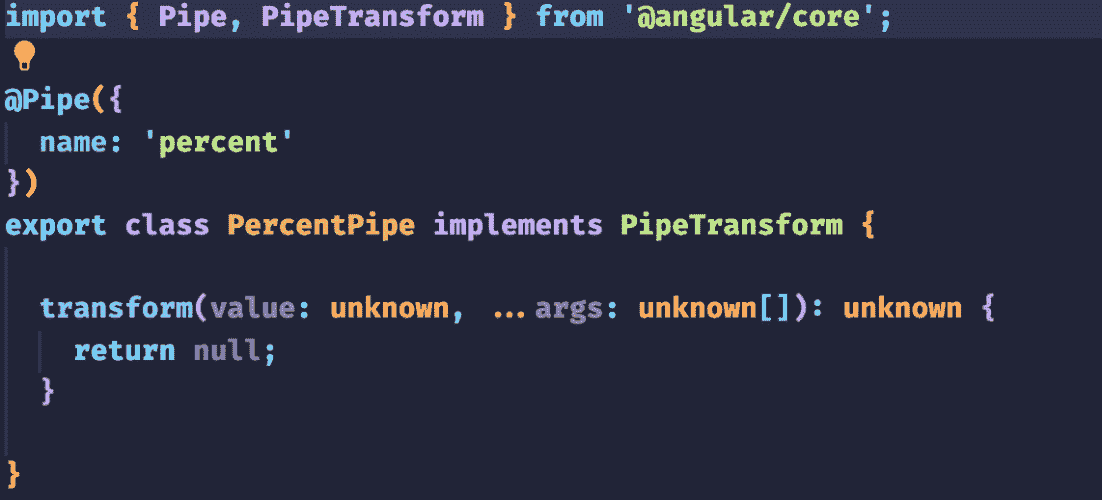 import { Pipe, PipeTransform } from '@angular/core';
@Pipe({
  name: 'percent'
})
export class PercentPipe implements PipeTransform {
  transform(value: unknown, ...args: unknown[]): unknown {
    return null;
  }
}